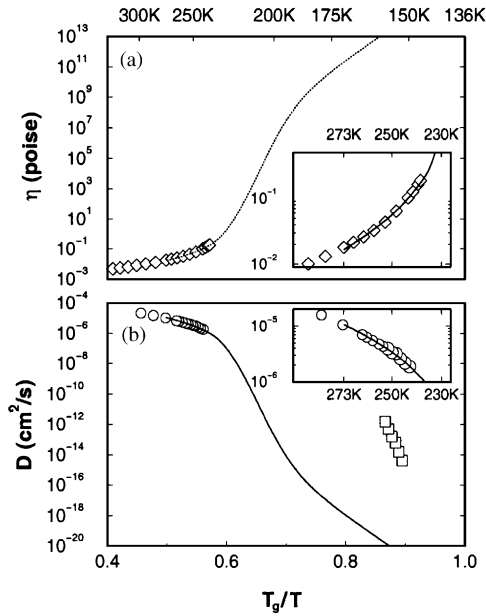 300K 250K 200K 175K 150K 136K
10^13
10^11
10^9
10^7
10^5
10^3
10^1
10^-1
10^-3
η (poise)
(a)
273K 250K 230K
10^-1
10^-2
10^-4
10^-6
10^-8
10^-10
10^-12
10^-14
10^-16
10^-18
10^-20
D (cm^2/s)
(b)
10^-5
10^-6
273K 250K 230K
0.4 0.6 0.8 1.0
T_g/T